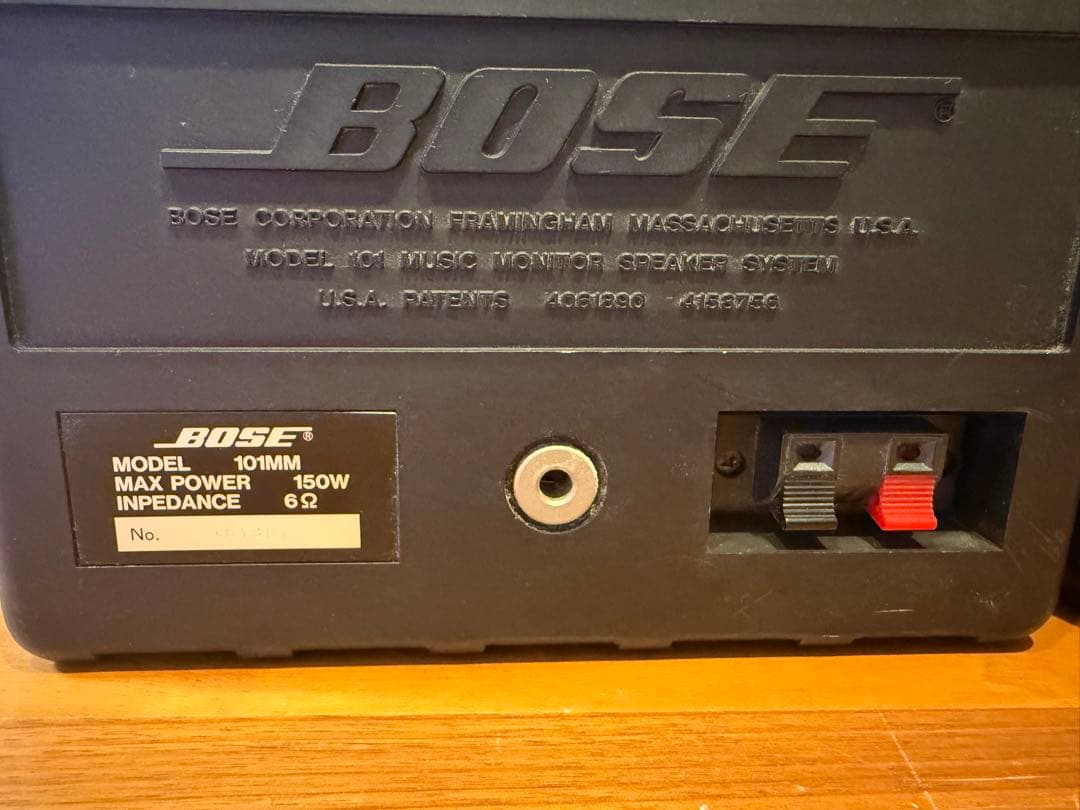 BOSE®
BOSE CORPORATION FRAMINGHAM MASSACHUSETTS U.S.A.
MODEL 101 MUSIC MONITOR SPEAKER SYSTEM
U.S.A. PATENTS 4061890 4158756
BOSE®
MODEL 101MM
MAX POWER 150W
INPEDANCE 6Ω
No.